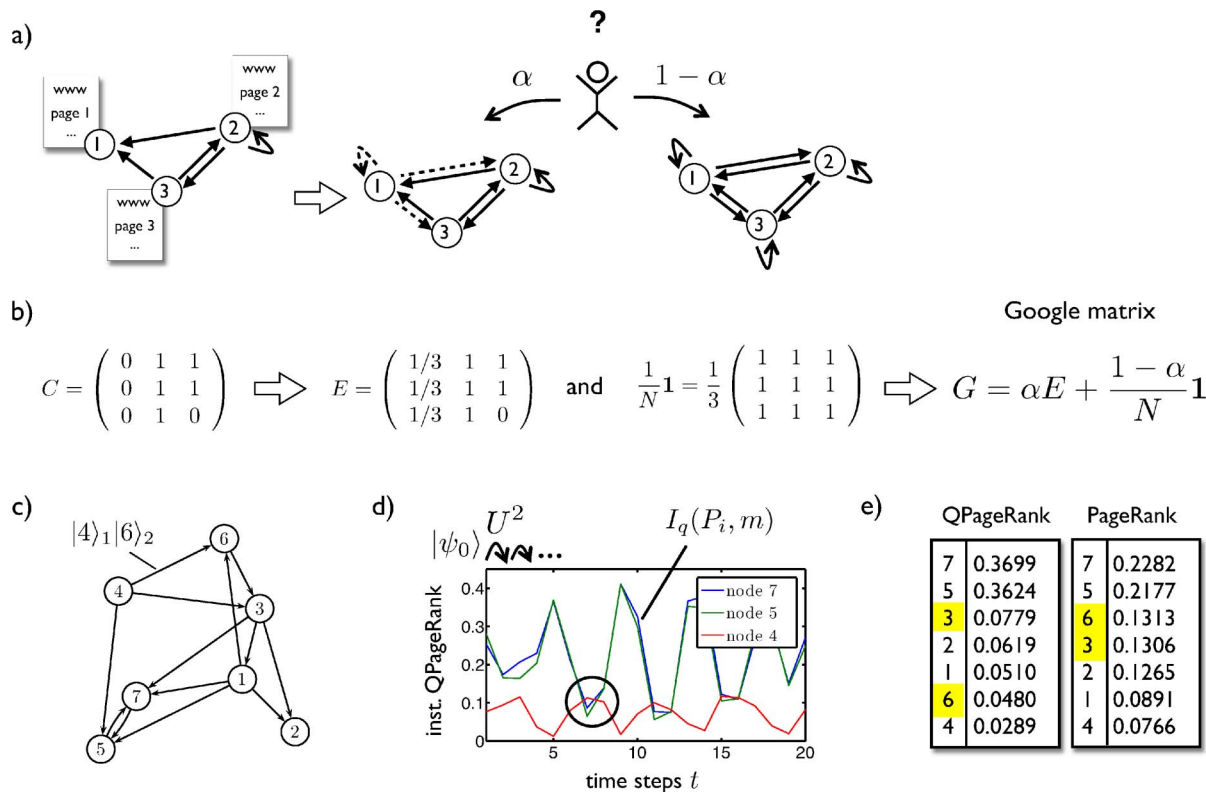 a)
?
α
1 − α
www
page 1
...
www
page 2
...
www
page 3
...
1
2
3
1
2
3
1
2
3
b)
Google matrix
C = ( 0 1 1
0 1 1
0 1 0 )
E = ( 1/3 1 1
1/3 1 1
1/3 1 0 )
and
1/N 1 = 1/3 ( 1 1 1
1 1 1
1 1 1 )
G = αE + (1 − α)/N 1
c)
|4⟩₁|6⟩₂
6
4
3
1
7
5
2
d)
|ψ₀⟩ U² ...
I_q(P_i, m)
inst. QPageRank
0.4
0.3
0.2
0.1
0
5
10
15
20
time steps t
node 7
node 5
node 4
e)
QPageRank
7 0.3699
5 0.3624
3 0.0779
2 0.0619
1 0.0510
6 0.0480
4 0.0289
PageRank
7 0.2282
5 0.2177
6 0.1313
3 0.1306
2 0.1265
1 0.0891
4 0.0766